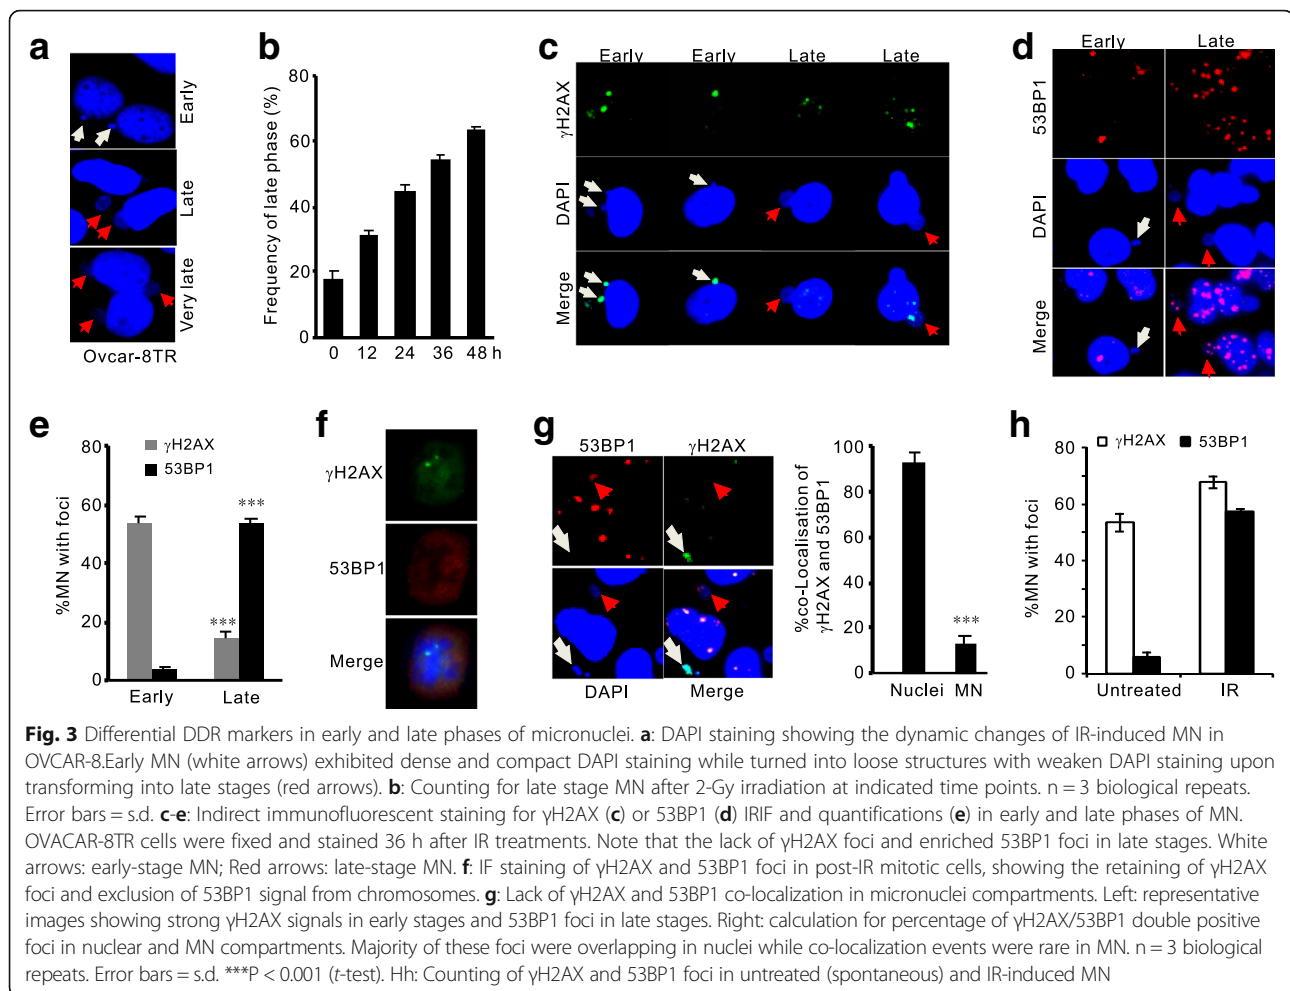 a
Early
Late
Very late
Ovcar-8TR
b
Frequency of late phase (%)
80
60
40
20
0
0 12 24 36 48 h
c
Early Early Late Late
γH2AX
DAPI
Merge
d
Early Late
53BP1
DAPI
Merge
e
%MN with foci
80
60
40
20
0
γH2AX
53BP1
***
***
Early Late
f
γH2AX
53BP1
Merge
g
53BP1 γH2AX
DAPI Merge
%co-Localisation of
γH2AX and 53BP1
100
80
60
40
20
0
***
Nuclei MN
h
γH2AX 53BP1
%MN with foci
80
60
40
20
0
Untreated IR
Fig. 3 Differential DDR markers in early and late phases of micronuclei. a: DAPI staining showing the dynamic changes of IR-induced MN in
OVCAR-8.Early MN (white arrows) exhibited dense and compact DAPI staining while turned into loose structures with weaken DAPI staining upon
transforming into late stages (red arrows). b: Counting for late stage MN after 2-Gy irradiation at indicated time points. n = 3 biological repeats.
Error bars = s.d. c-e: Indirect immunofluorescent staining for γH2AX (c) or 53BP1 (d) IRIF and quantifications (e) in early and late phases of MN.
OVACAR-8TR cells were fixed and stained 36 h after IR treatments. Note that the lack of γH2AX foci and enriched 53BP1 foci in late stages. White
arrows: early-stage MN; Red arrows: late-stage MN. f: IF staining of γH2AX and 53BP1 foci in post-IR mitotic cells, showing the retaining of γH2AX
foci and exclusion of 53BP1 signal from chromosomes. g: Lack of γH2AX and 53BP1 co-localization in micronuclei compartments. Left: representative
images showing strong γH2AX signals in early stages and 53BP1 foci in late stages. Right: calculation for percentage of γH2AX/53BP1 double positive
foci in nuclear and MN compartments. Majority of these foci were overlapping in nuclei while co-localization events were rare in MN. n = 3 biological
repeats. Error bars = s.d. ***P < 0.001 (t-test). Hh: Counting of γH2AX and 53BP1 foci in untreated (spontaneous) and IR-induced MN